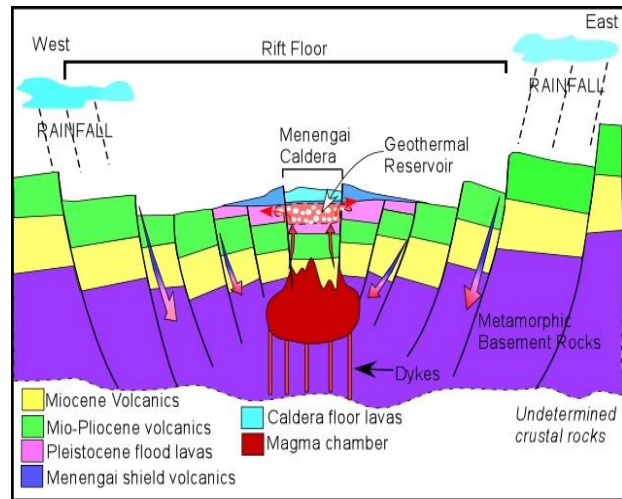 West
East
Rift Floor
RAINFALL
RAINFALL
Menengai
Caldera
Geothermal
Reservoir
Metamorphic
Basement Rocks
Dykes
Miocene Volcanics
Mio-Pliocene volcanics
Pleistocene flood lavas
Menengai shield volcanics
Caldera floor lavas
Magma chamber
Undetermined
crustal rocks